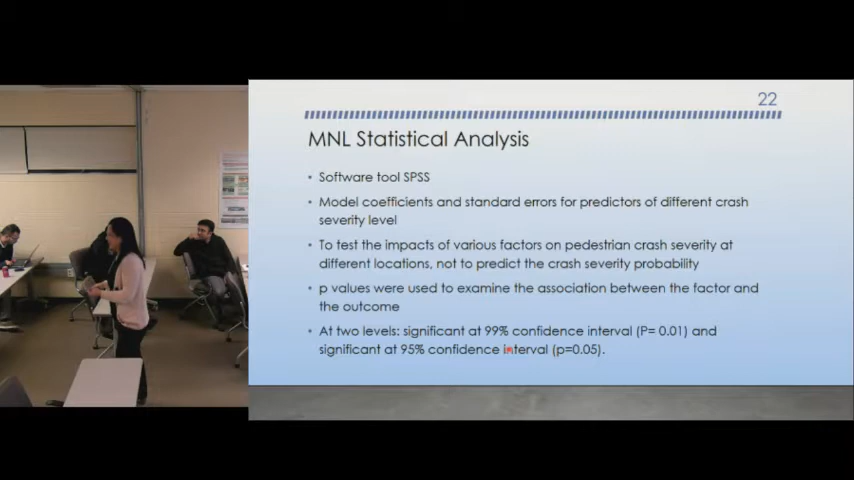 22
MNL Statistical Analysis
• Software tool SPSS
• Model coefficients and standard errors for predictors of different crash
severity level
• To test the impacts of various factors on pedestrian crash severity at
different locations, not to predict the crash severity probability
• p values were used to examine the association between the factor and
the outcome
• At two levels: significant at 99% confidence interval (P= 0.01) and
significant at 95% confidence interval (p=0.05).